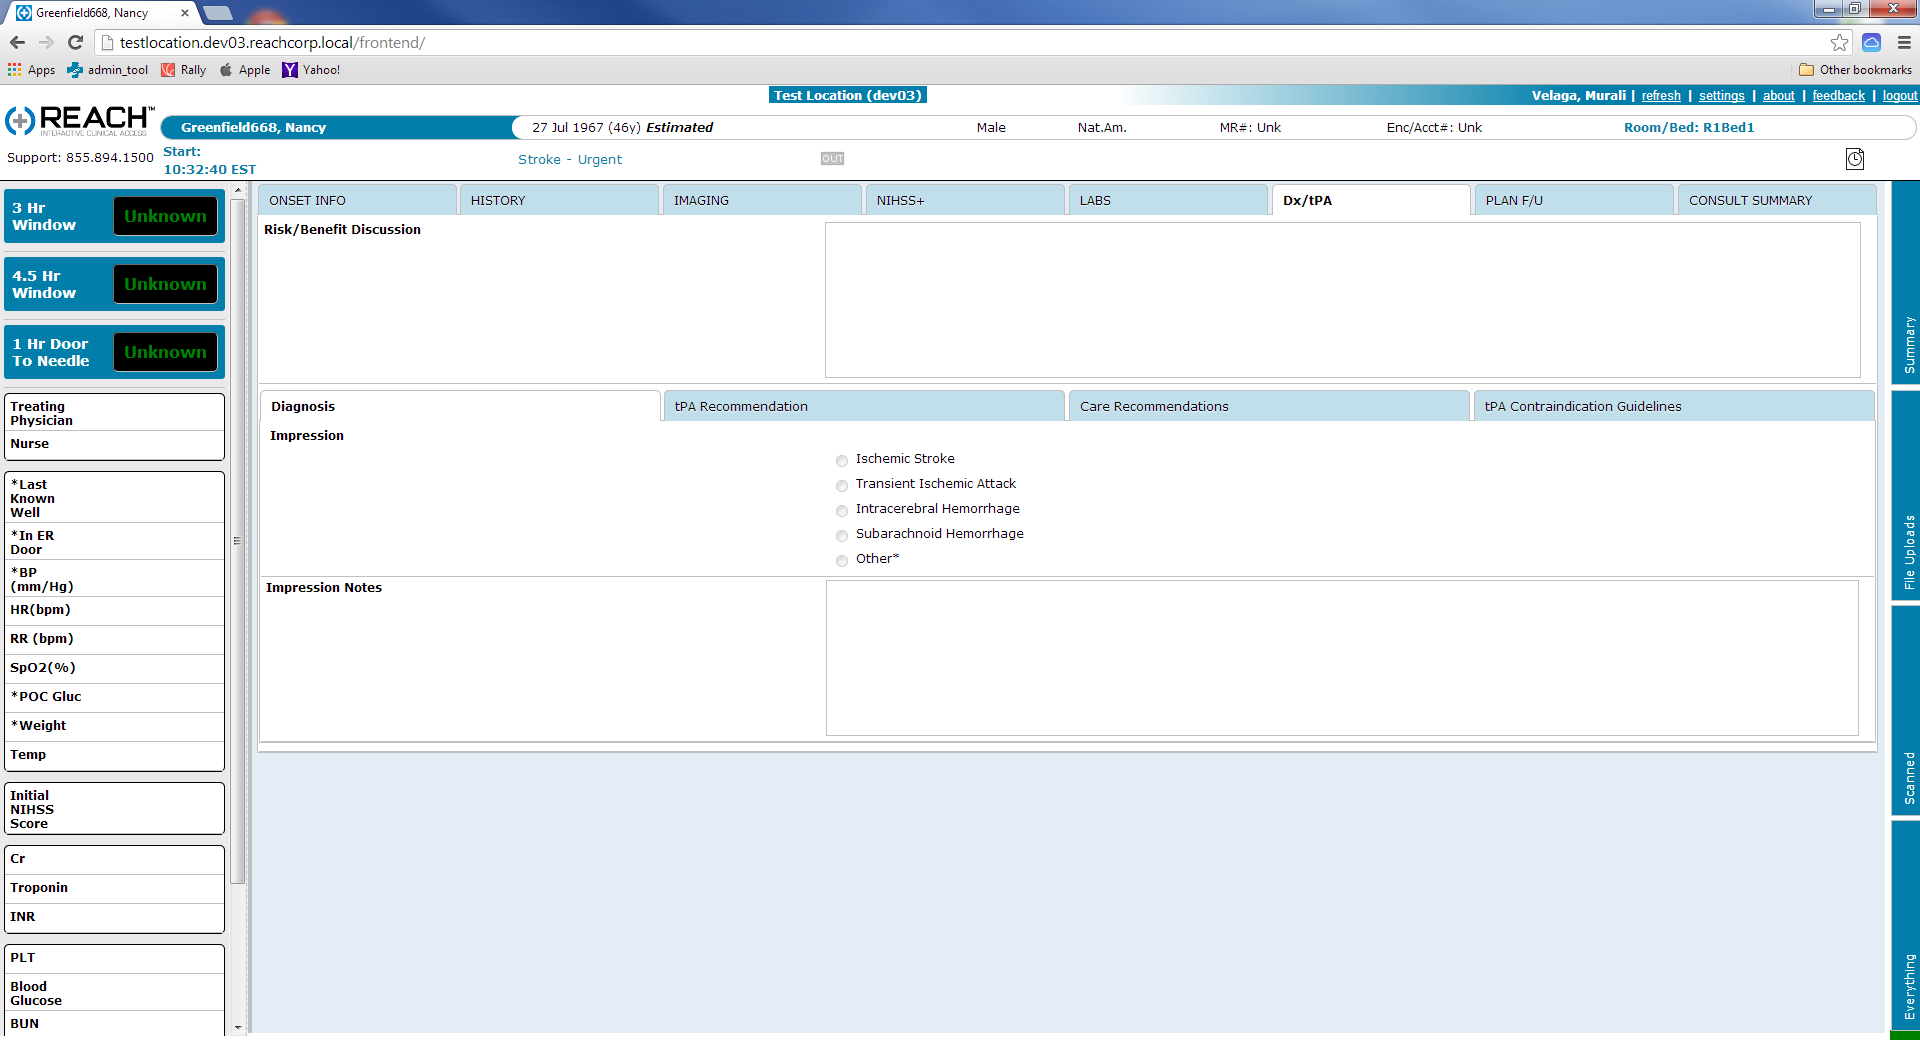 Greenfield668, Nancy
testlocation.dev03.reachcorp.local/frontend/
Apps admin_tool Rally Apple Yahoo! Other bookmarks
Test Location (dev03) Velaga, Murali | refresh | settings | about | feedback | logout
REACH™
INTERACTIVE CLINICAL ACCESS
Greenfield668, Nancy 27 Jul 1967 (46y) Estimated Male Nat.Am. MR#: Unk Enc/Acct#: Unk Room/Bed: R1Bed1
Support: 855.894.1500
Start:
10:32:40 EST
Stroke - Urgent
OUT
3 Hr
Window
Unknown
4.5 Hr
Window
Unknown
1 Hr Door
To Needle
Unknown
Treating
Physician
Nurse
*Last
Known
Well
*In ER
Door
*BP
(mm/Hg)
HR(bpm)
RR (bpm)
SpO2(%)
*POC Gluc
*Weight
Temp
Initial
NIHSS
Score
Cr
Troponin
INR
PLT
Blood
Glucose
BUN
ONSET INFO HISTORY IMAGING NIHSS+ LABS Dx/tPA PLAN F/U CONSULT SUMMARY
Risk/Benefit Discussion
Diagnosis tPA Recommendation Care Recommendations tPA Contraindication Guidelines
Impression
Ischemic Stroke
Transient Ischemic Attack
Intracerebral Hemorrhage
Subarachnoid Hemorrhage
Other*
Impression Notes
Summary
File Uploads
Scanned
Everything